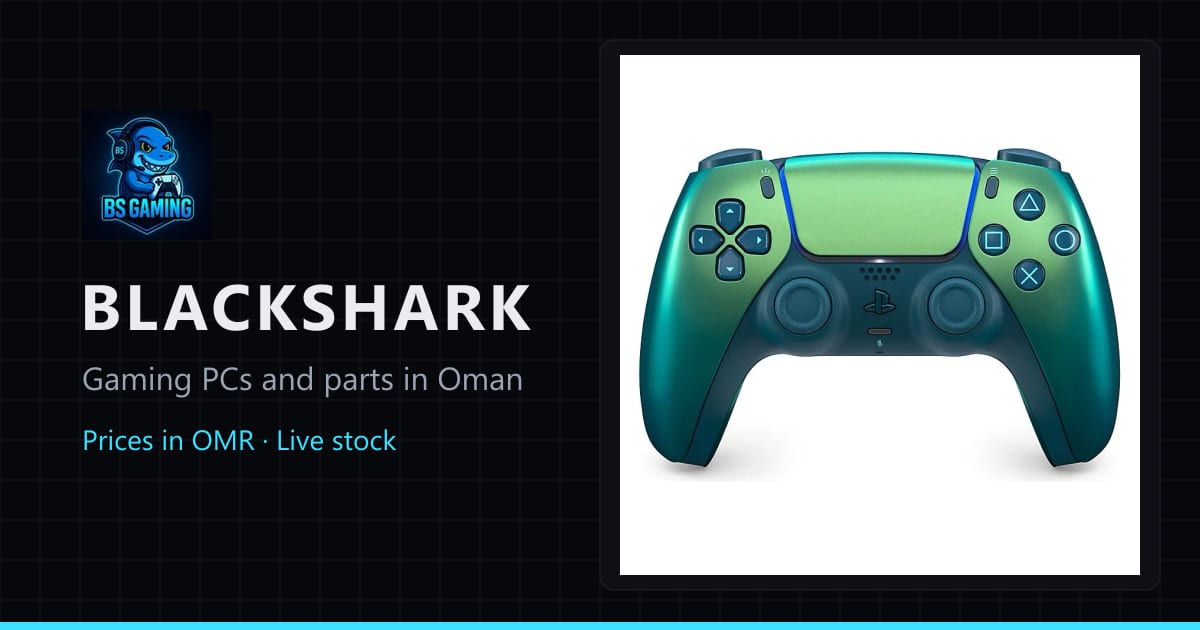 BS
BS GAMING
BLACKSHARK
Gaming PCs and parts in Oman
Prices in OMR · Live stock